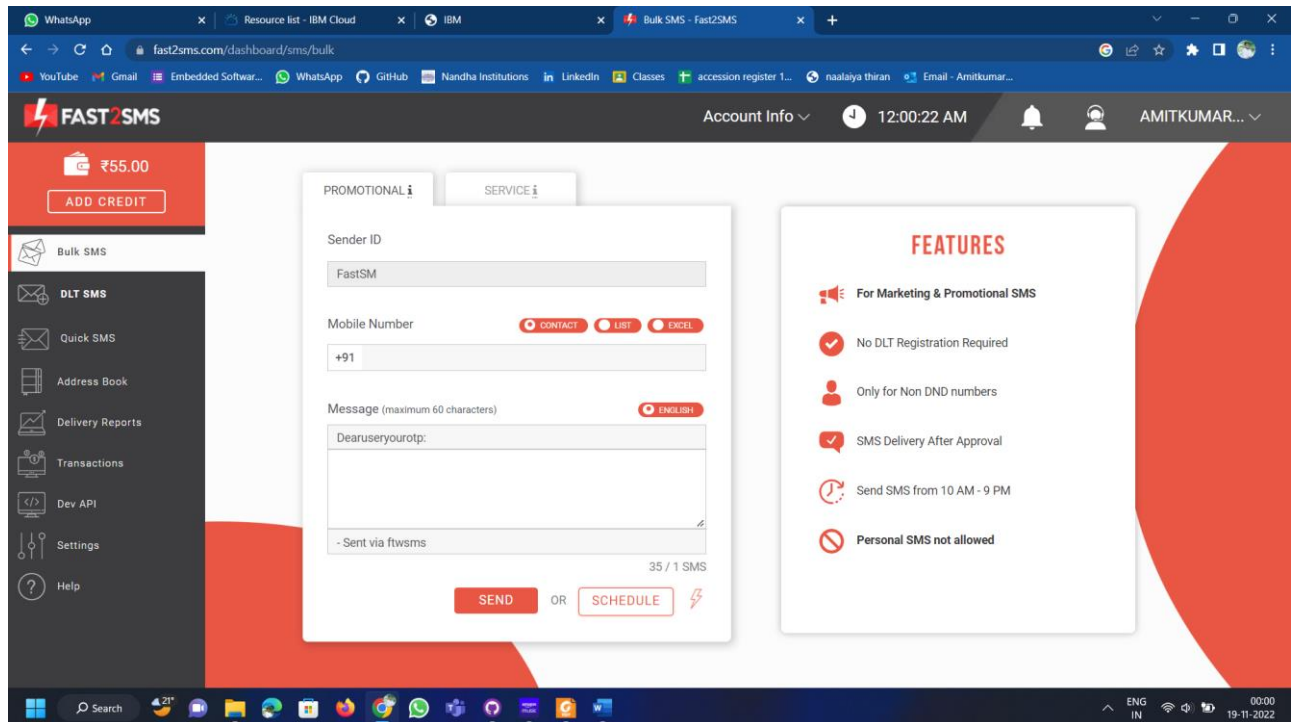 WhatsApp
Resource list - IBM Cloud
IBM
Bulk SMS - Fast2SMS
fast2sms.com/dashboard/sms/bulk
YouTube Gmail Embedded Softwar... WhatsApp GitHub Nandha Institutions LinkedIn Classes accession register 1... naalaiya thiran Email - Amitkumar...
FAST2SMS
Account Info
12:00:22 AM
AMITKUMAR...
₹55.00
ADD CREDIT
Bulk SMS
DLT SMS
Quick SMS
Address Book
Delivery Reports
Transactions
Dev API
Settings
Help
PROMOTIONAL i
SERVICE i
Sender ID
FastSM
Mobile Number
CONTACT LIST EXCEL
+91
Message (maximum 60 characters)
ENGLISH
Dearuseryourotp:
- Sent via ftwsms
35 / 1 SMS
SEND OR SCHEDULE
FEATURES
For Marketing & Promotional SMS
No DLT Registration Required
Only for Non DND numbers
SMS Delivery After Approval
Send SMS from 10 AM - 9 PM
Personal SMS not allowed
Search
21°
ENG
IN
00:00
19-11-2022